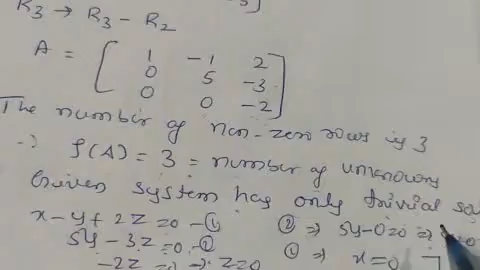 R3 → R3 - R2
A = [ 1 -1 2
0 5 -3
0 0 -2 ]
The number of non-zero rows is 3
∴ ρ(A) = 3 = number of unknowns
Given system has only trivial
x - y + 2z = 0 - ① ② ⇒ 5y - 0 = 0 ⇒
5y - 3z = 0 - ② ① ⇒ x = 0
-2z = 0 ⇒ z = 0